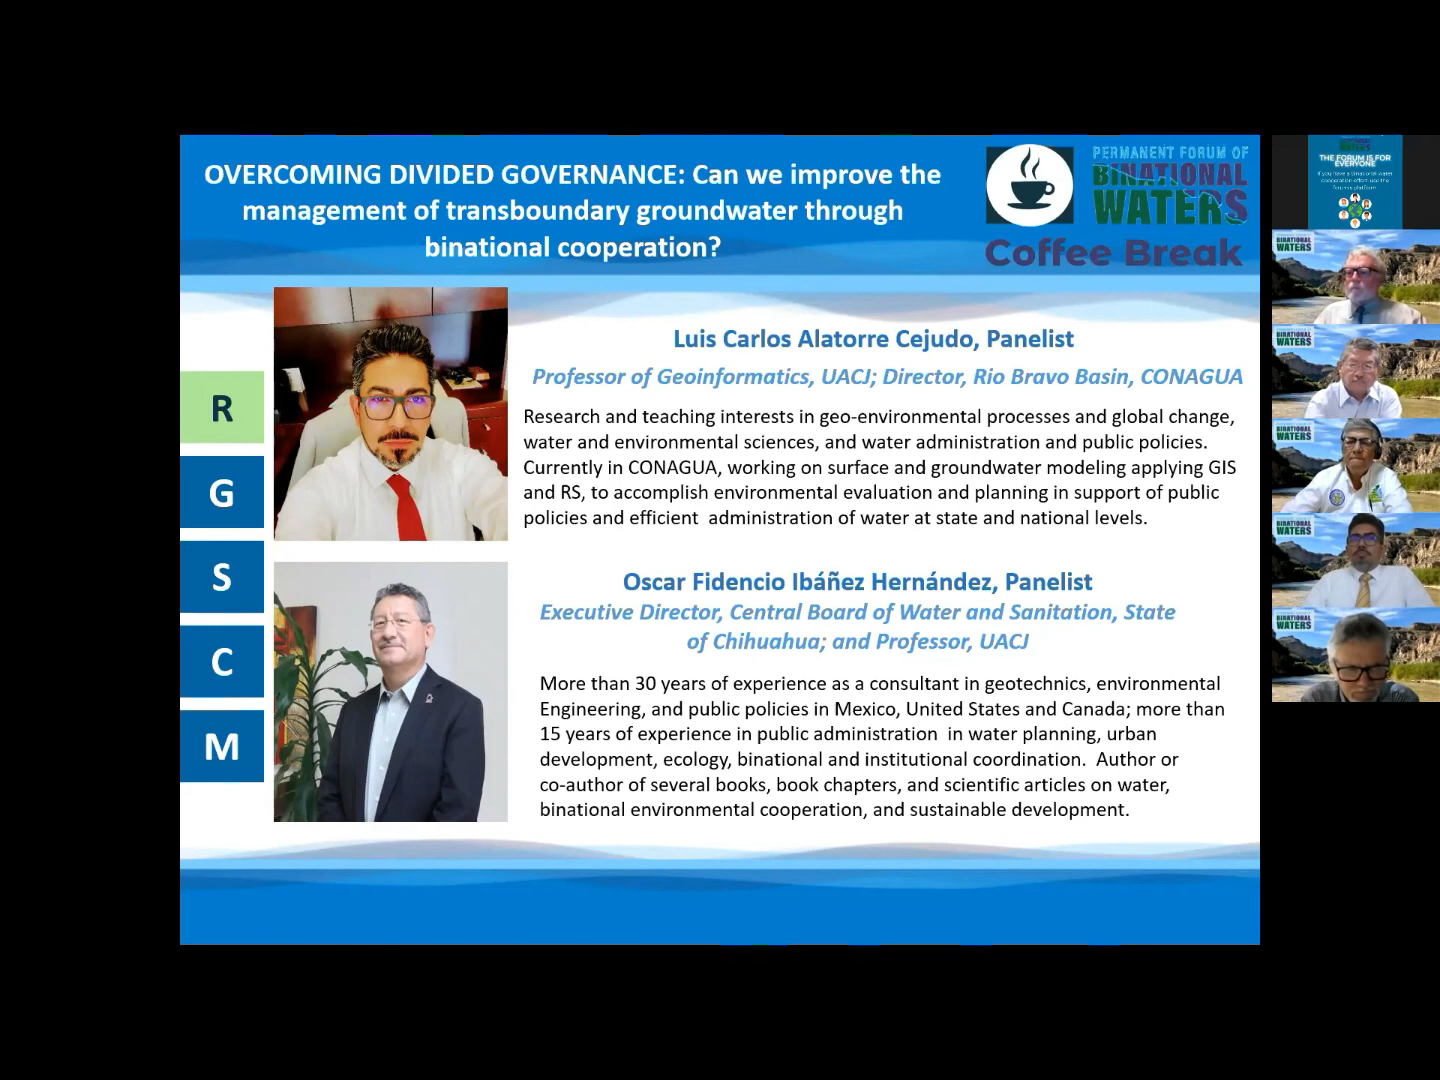 OVERCOMING DIVIDED GOVERNANCE: Can we improve the
management of transboundary groundwater through
binational cooperation?
PERMANENT FORUM OF
BINATIONAL
WATERS
Coffee Break
R
G
S
C
M
Luis Carlos Alatorre Cejudo, Panelist
Professor of Geoinformatics, UACJ; Director, Rio Bravo Basin, CONAGUA
Research and teaching interests in geo-environmental processes and global change,
water and environmental sciences, and water administration and public policies.
Currently in CONAGUA, working on surface and groundwater modeling applying GIS
and RS, to accomplish environmental evaluation and planning in support of public
policies and efficient administration of water at state and national levels.
Oscar Fidencio Ibáñez Hernández, Panelist
Executive Director, Central Board of Water and Sanitation, State
of Chihuahua; and Professor, UACJ
More than 30 years of experience as a consultant in geotechnics, environmental
Engineering, and public policies in Mexico, United States and Canada; more than
15 years of experience in public administration in water planning, urban
development, ecology, binational and institutional coordination. Author or
co-author of several books, book chapters, and scientific articles on water,
binational environmental cooperation, and sustainable development.
THE FORUM IS FOR
EVERYONE
If you have a binational water
cooperation effort use the
BINATIONAL
WATERS
BINATIONAL
WATERS
BINATIONAL
WATERS
BINATIONAL
WATERS
BINATIONAL
WATERS